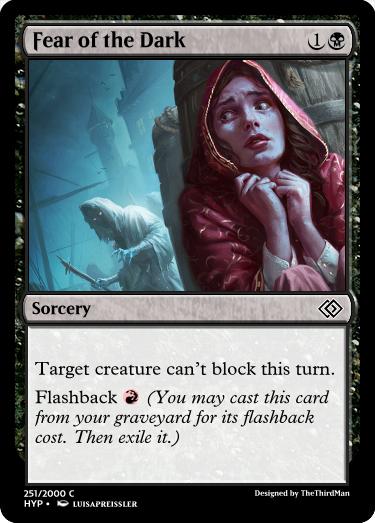 Fear of the Dark 1
Sorcery
Target creature can't block this turn.
Flashback (You may cast this card
from your graveyard for its flashback
cost. Then exile it.)
251/2000 C
HYP • LUISAPREISSLER
Designed by TheThirdMan